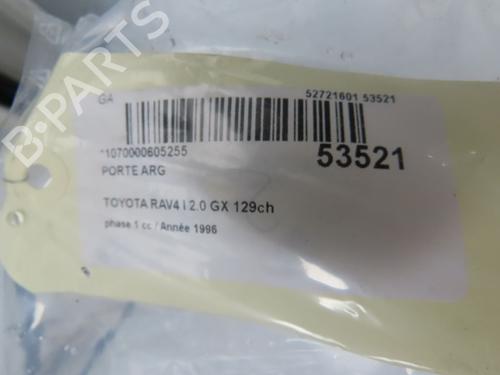 B-PARTS
GA
52721601 53521
*1070000605255
53521
PORTE ARG
TOYOTA RAV4 I 2.0 GX 129ch
phase 1 cc / Année 1996